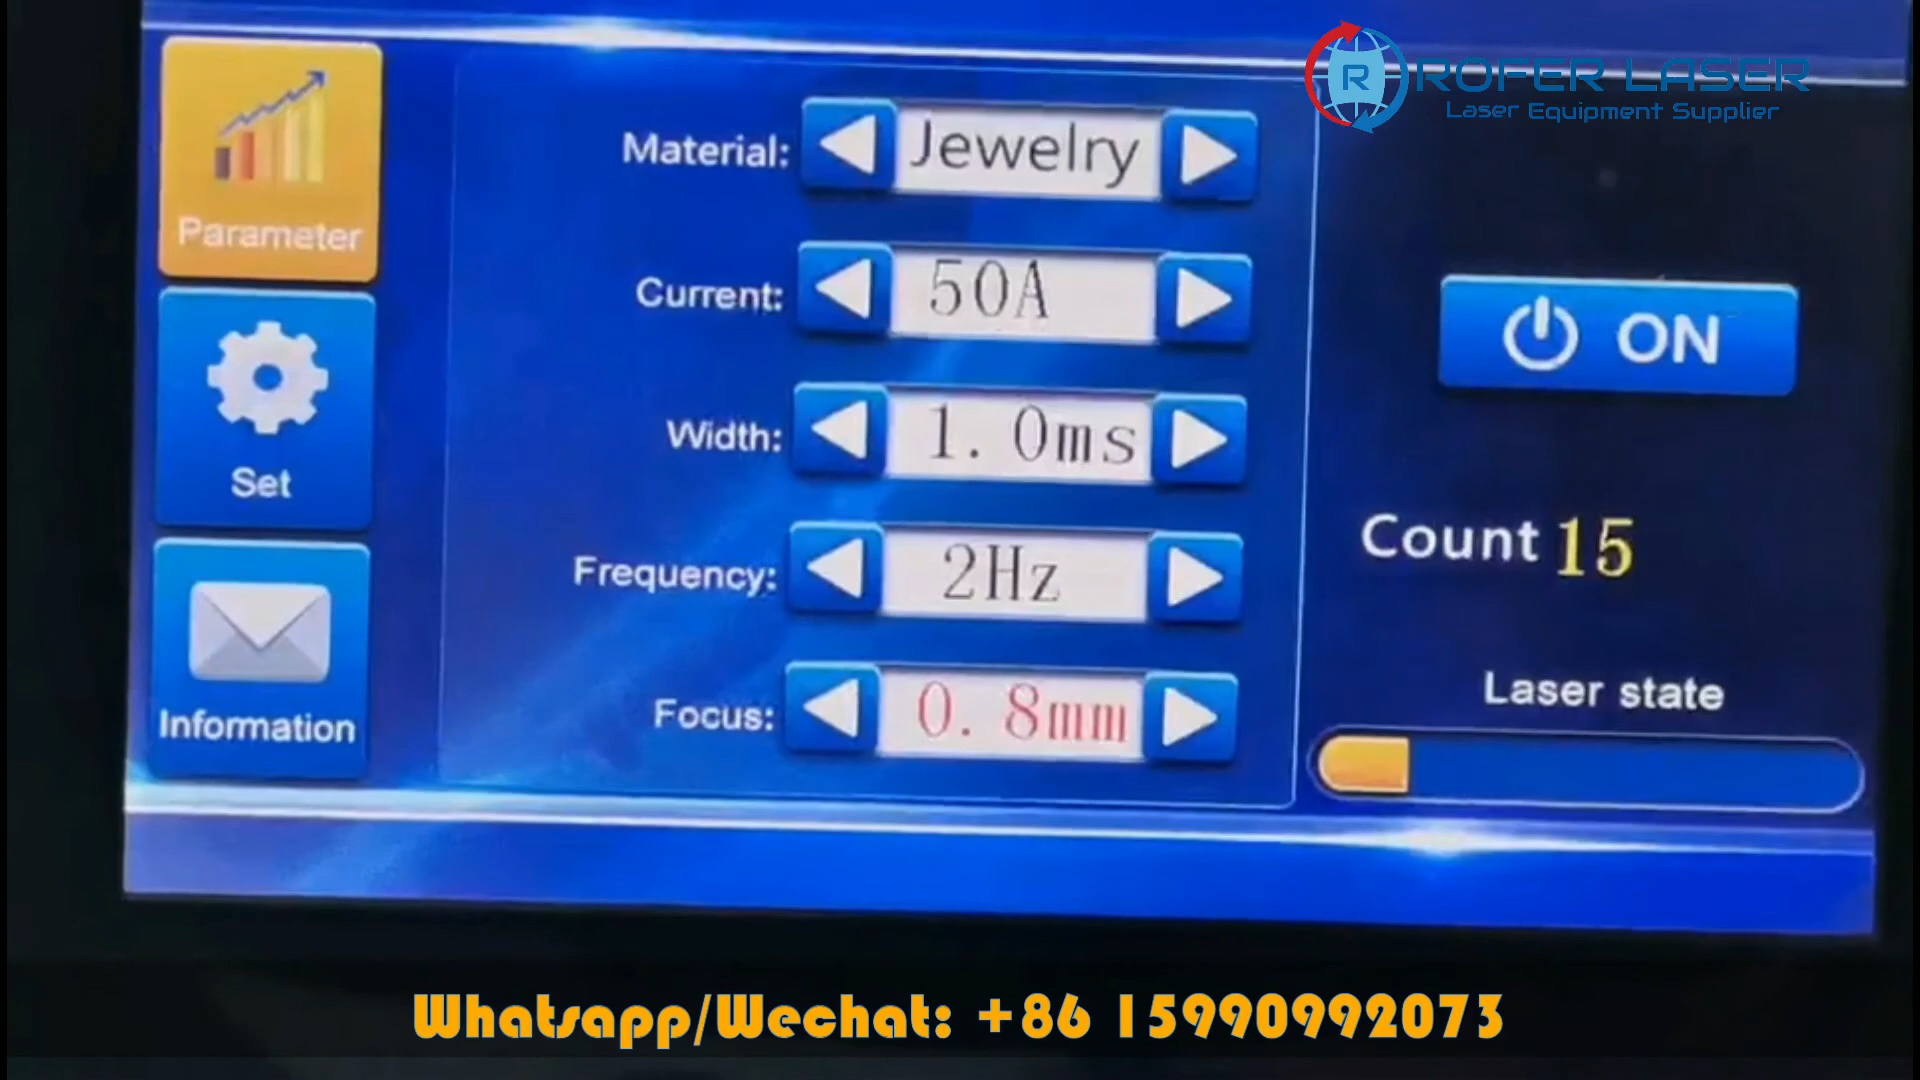 R ROFER LASER
Laser Equipment Supplier
Parameter
Set
Information
Material: Jewelry
Current: 50A
Width: 1.0ms
Frequency: 2Hz
Focus: 0.8mm
ON
Count 15
Laser state
Whatsapp/Wechat: +86 15990992073